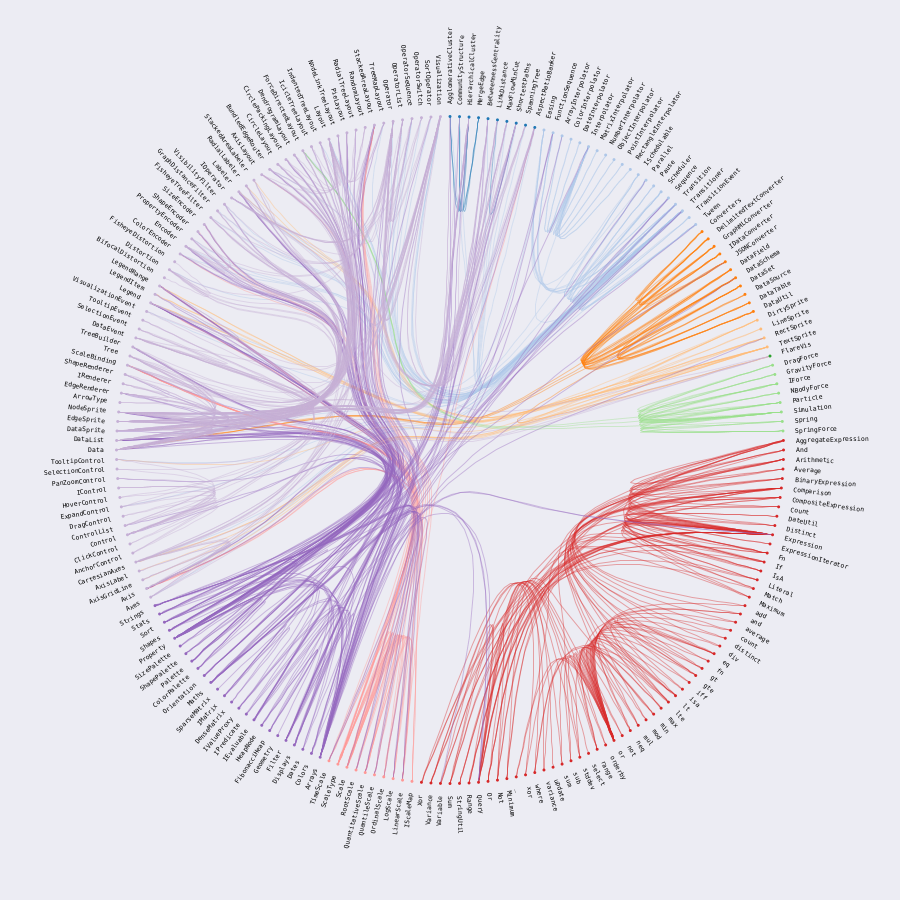 AgglomerativeCluster
CommunityStructure
HierarchicalCluster
MergeEdge
BetweennessCentrality
LinkDistance
MaxFlowMinCut
ShortestPaths
SpanningTree
AspectRatioBanker
Easing
FunctionSequence
ArrayInterpolator
ColorInterpolator
DateInterpolator
Interpolator
MatrixInterpolator
NumberInterpolator
ObjectInterpolator
PointInterpolator
RectangleInterpolator
ISchedulable
Parallel
Pause
Scheduler
Sequence
Transition
Transitioner
TransitionEvent
Tween
Converters
DelimitedTextConverter
GraphMLConverter
IDataConverter
JSONConverter
DataField
DataSchema
DataSet
DataSource
DataTable
DataUtil
DirtySprite
LineSprite
RectSprite
TextSprite
FlareVis
DragForce
GravityForce
IForce
NBodyForce
Particle
Simulation
Spring
SpringForce
AggregateExpression
And
Arithmetic
Average
BinaryExpression
Comparison
CompositeExpression
Count
DateUtil
Distinct
Expression
ExpressionIterator
Fn
If
IsA
Literal
Match
Maximum
add
and
average
count
distinct
div
eq
fn
gt
gte
iff
isa
lt
lte
max
min
mod
mul
neq
not
or
orderby
range
select
stddev
sub
sum
update
variance
where
xor
Minimum
Not
Or
Query
Range
StringUtil
Sum
Variable
Variance
Xor
IScaleMap
LinearScale
LogScale
OrdinalScale
QuantileScale
QuantitativeScale
RootScale
Scale
ScaleType
TimeScale
Arrays
Colors
Dates
Displays
Filter
Geometry
FibonacciHeap
HeapNode
IEvaluable
IPredicate
IValueProxy
DenseMatrix
IMatrix
SparseMatrix
Maths
Orientation
ColorPalette
Palette
ShapePalette
SizePalette
Property
Shapes
Sort
Stats
Strings
Axes
Axis
AxisGridLine
AxisLabel
CartesianAxes
AnchorControl
ClickControl
Control
ControlList
DragControl
ExpandControl
HoverControl
IControl
PanZoomControl
SelectionControl
TooltipControl
Data
DataList
DataSprite
EdgeSprite
NodeSprite
ArrowType
EdgeRenderer
IRenderer
ShapeRenderer
ScaleBinding
Tree
TreeBuilder
DataEvent
SelectionEvent
TooltipEvent
VisualizationEvent
Legend
LegendItem
LegendRange
BifocalDistortion
Distortion
FisheyeDistortion
ColorEncoder
Encoder
PropertyEncoder
ShapeEncoder
SizeEncoder
FisheyeTreeFilter
GraphDistanceFilter
VisibilityFilter
IOperator
Labeler
RadialLabeler
StackedAreaLabeler
AxisLayout
BundledEdgeRouter
CircleLayout
CirclePackingLayout
DendrogramLayout
ForceDirectedLayout
IcicleTreeLayout
IndentedTreeLayout
Layout
NodeLinkTreeLayout
PieLayout
RadialTreeLayout
RandomLayout
StackedAreaLayout
TreeMapLayout
Operator
OperatorList
OperatorSequence
OperatorSwitch
SortOperator
Visualization